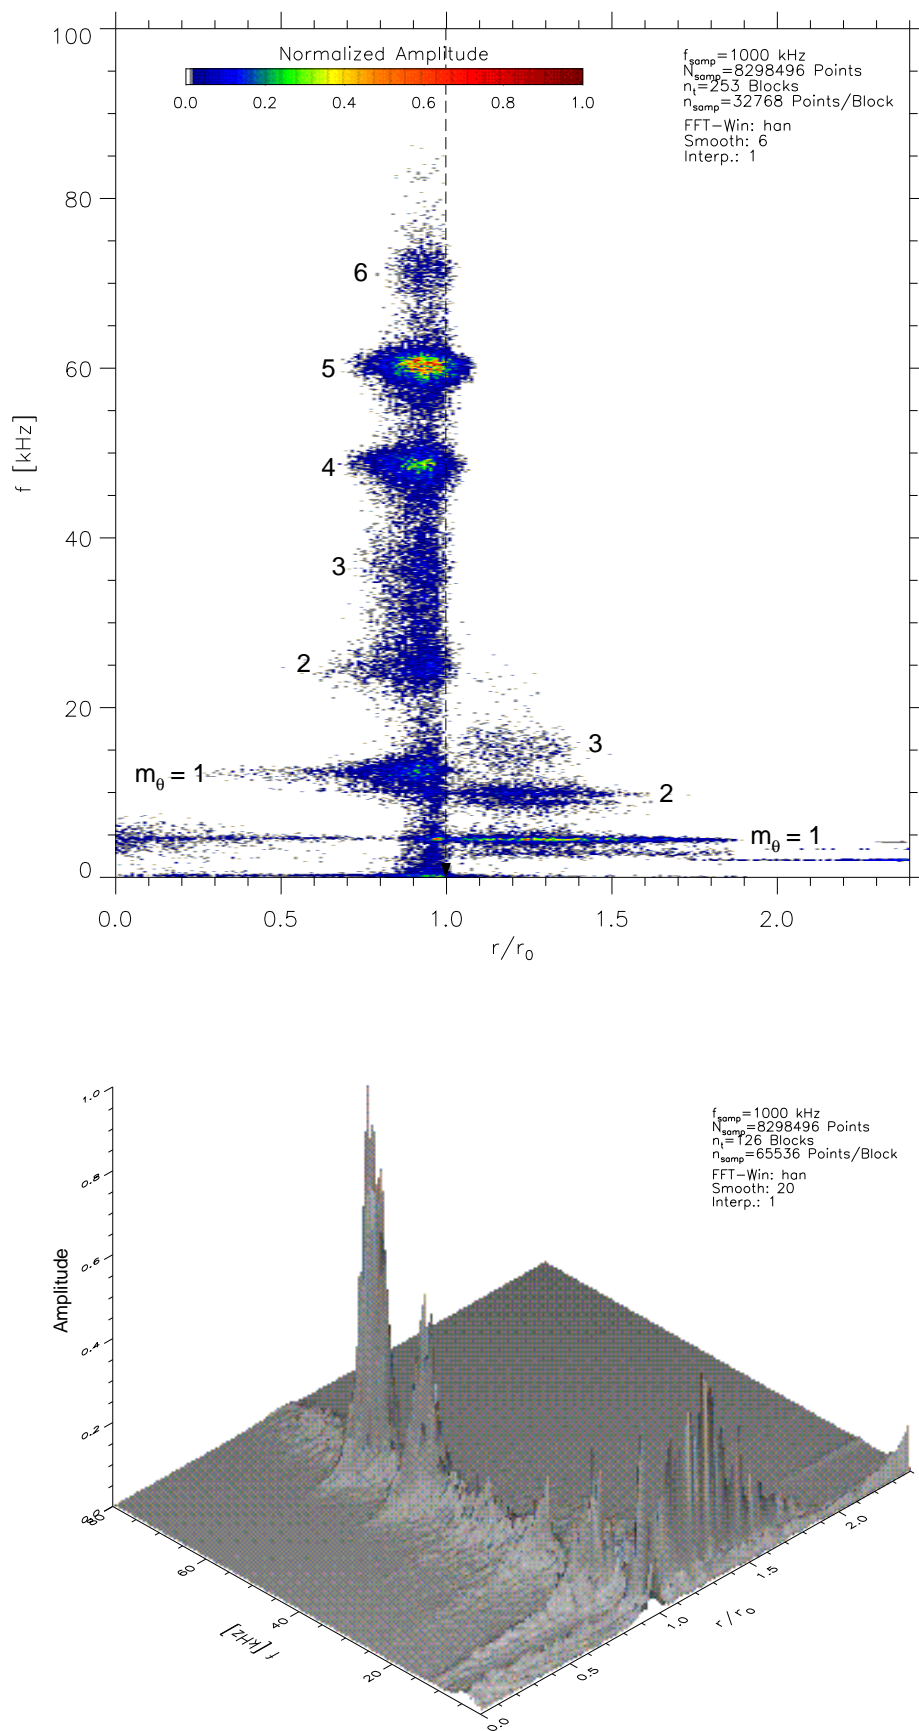 100
Normalized Amplitude
0.0 0.2 0.4 0.6 0.8 1.0
f_samp=1000 kHz
N_samp=8298496 Points
n_t=253 Blocks
n_samp=32768 Points/Block
FFT-Win: han
Smooth: 6
Interp.: 1
80
6
60
5
4
f [kHz]
40
3
2
20
3
m_θ = 1
2
m_θ = 1
0
0.0 0.5 1.0 1.5 2.0
r/r_0
1.0
f_samp=1000 kHz
N_samp=8298496 Points
n_t=126 Blocks
n_samp=65536 Points/Block
FFT-Win: han
Smooth: 20
Interp.: 1
0.8
0.6
Amplitude
0.4
0.2
0.0
80
60
40
20
f [kHz]
0.0
0.5
1.0
1.5
2.0
r/r_0